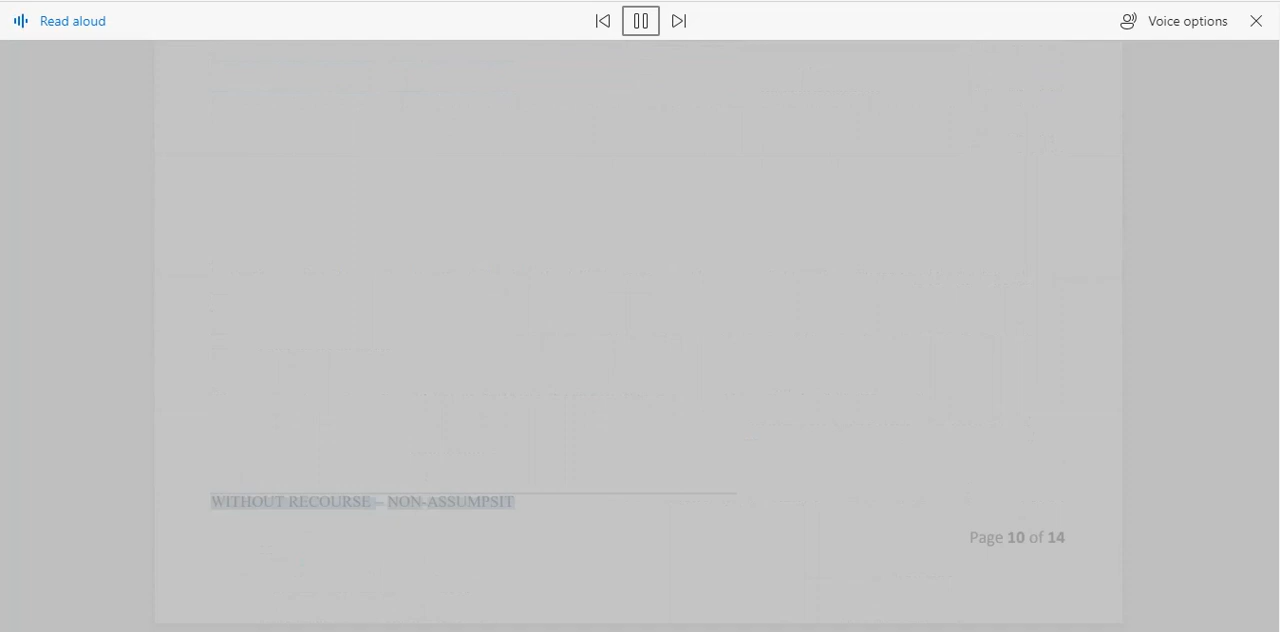 Read aloud
Voice options
WITHOUT RECOURSE – NON-ASSUMPSIT
Page 10 of 14